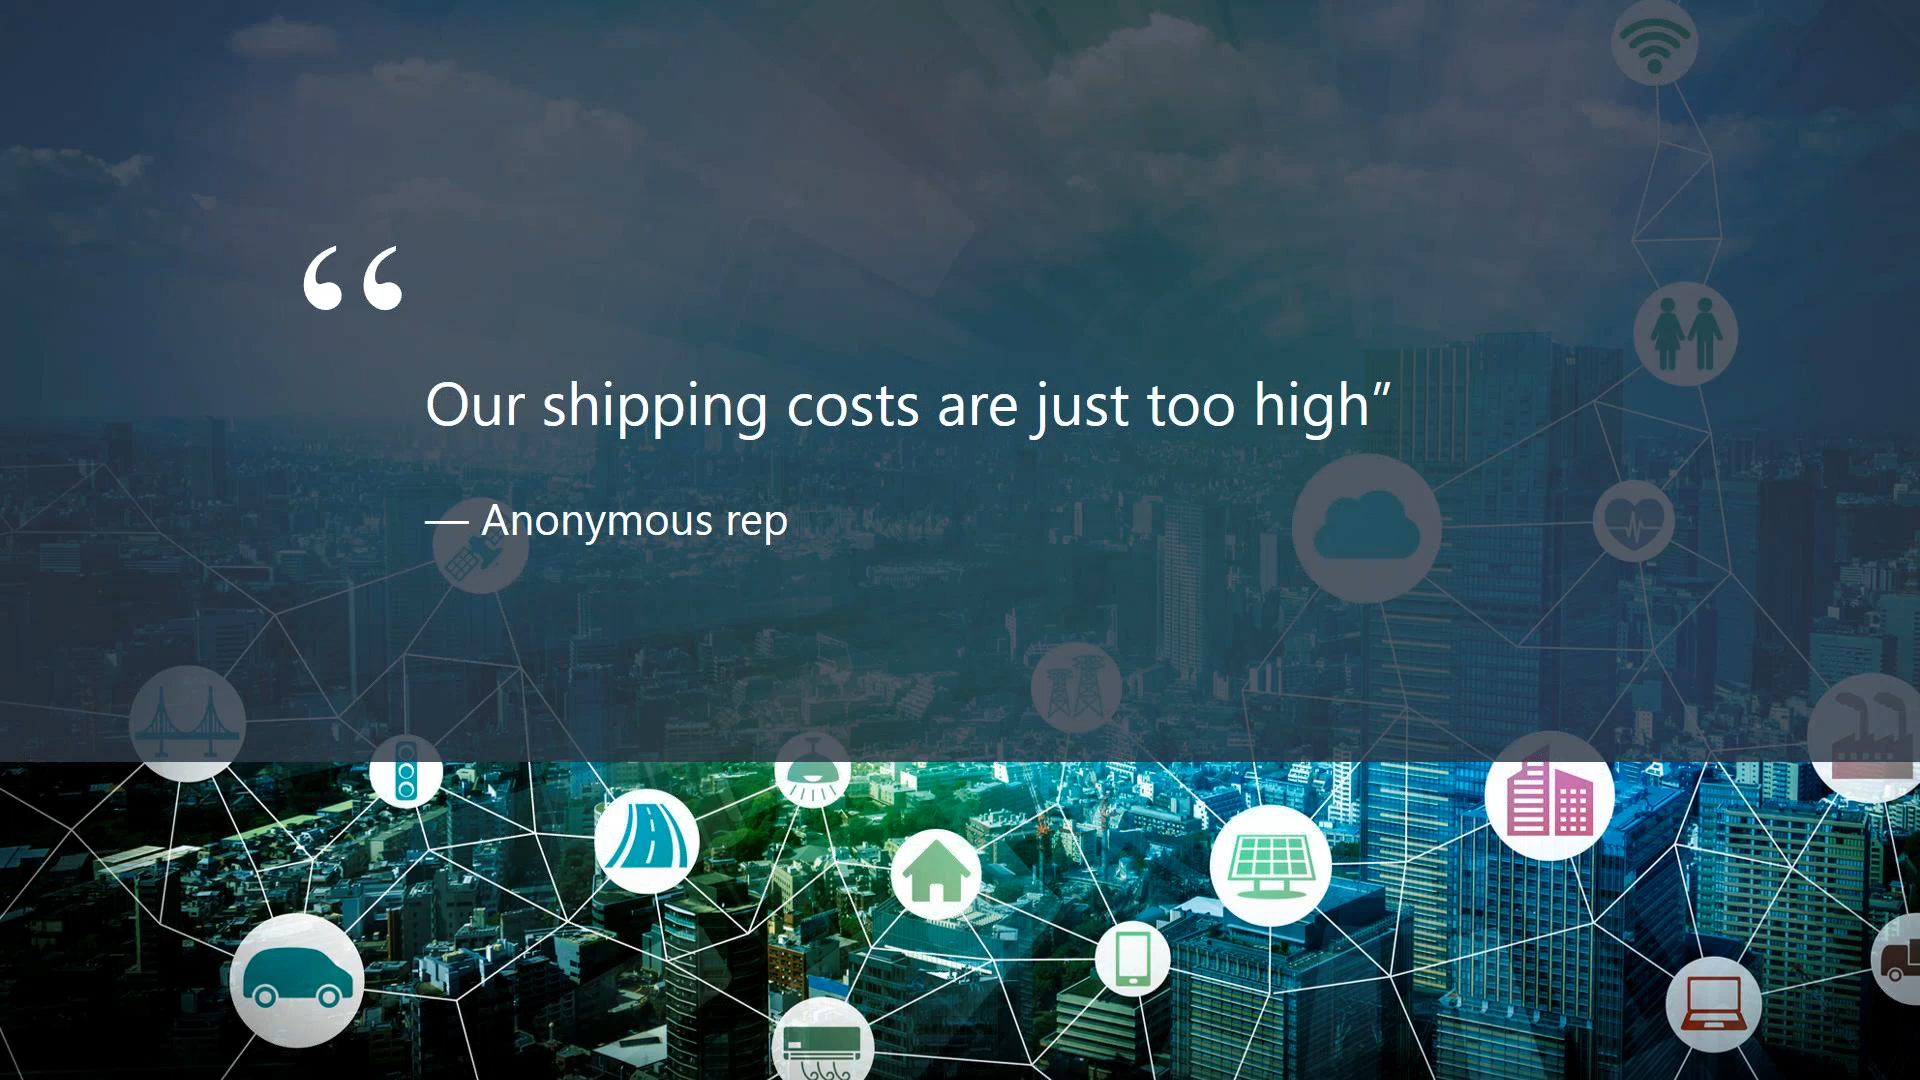 “
Our shipping costs are just too high”
— Anonymous rep